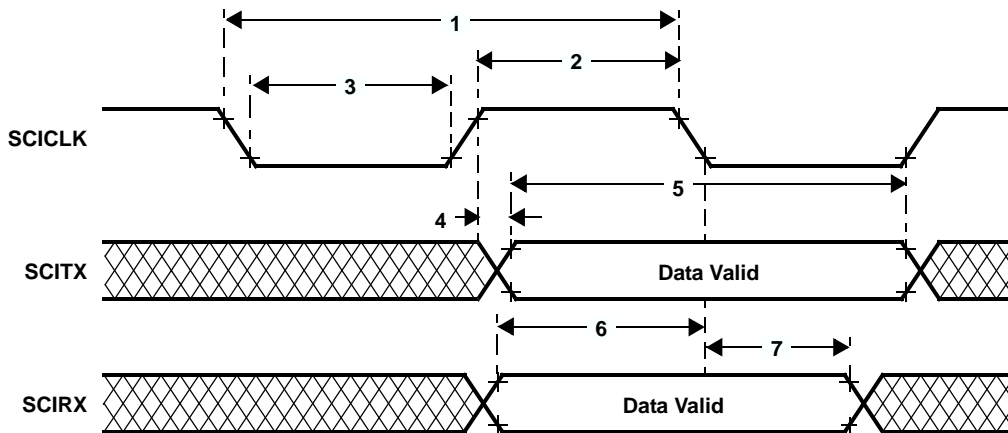 1
2
3
SCICLK
5
4
SCITX
Data Valid
6
7
SCIRX
Data Valid